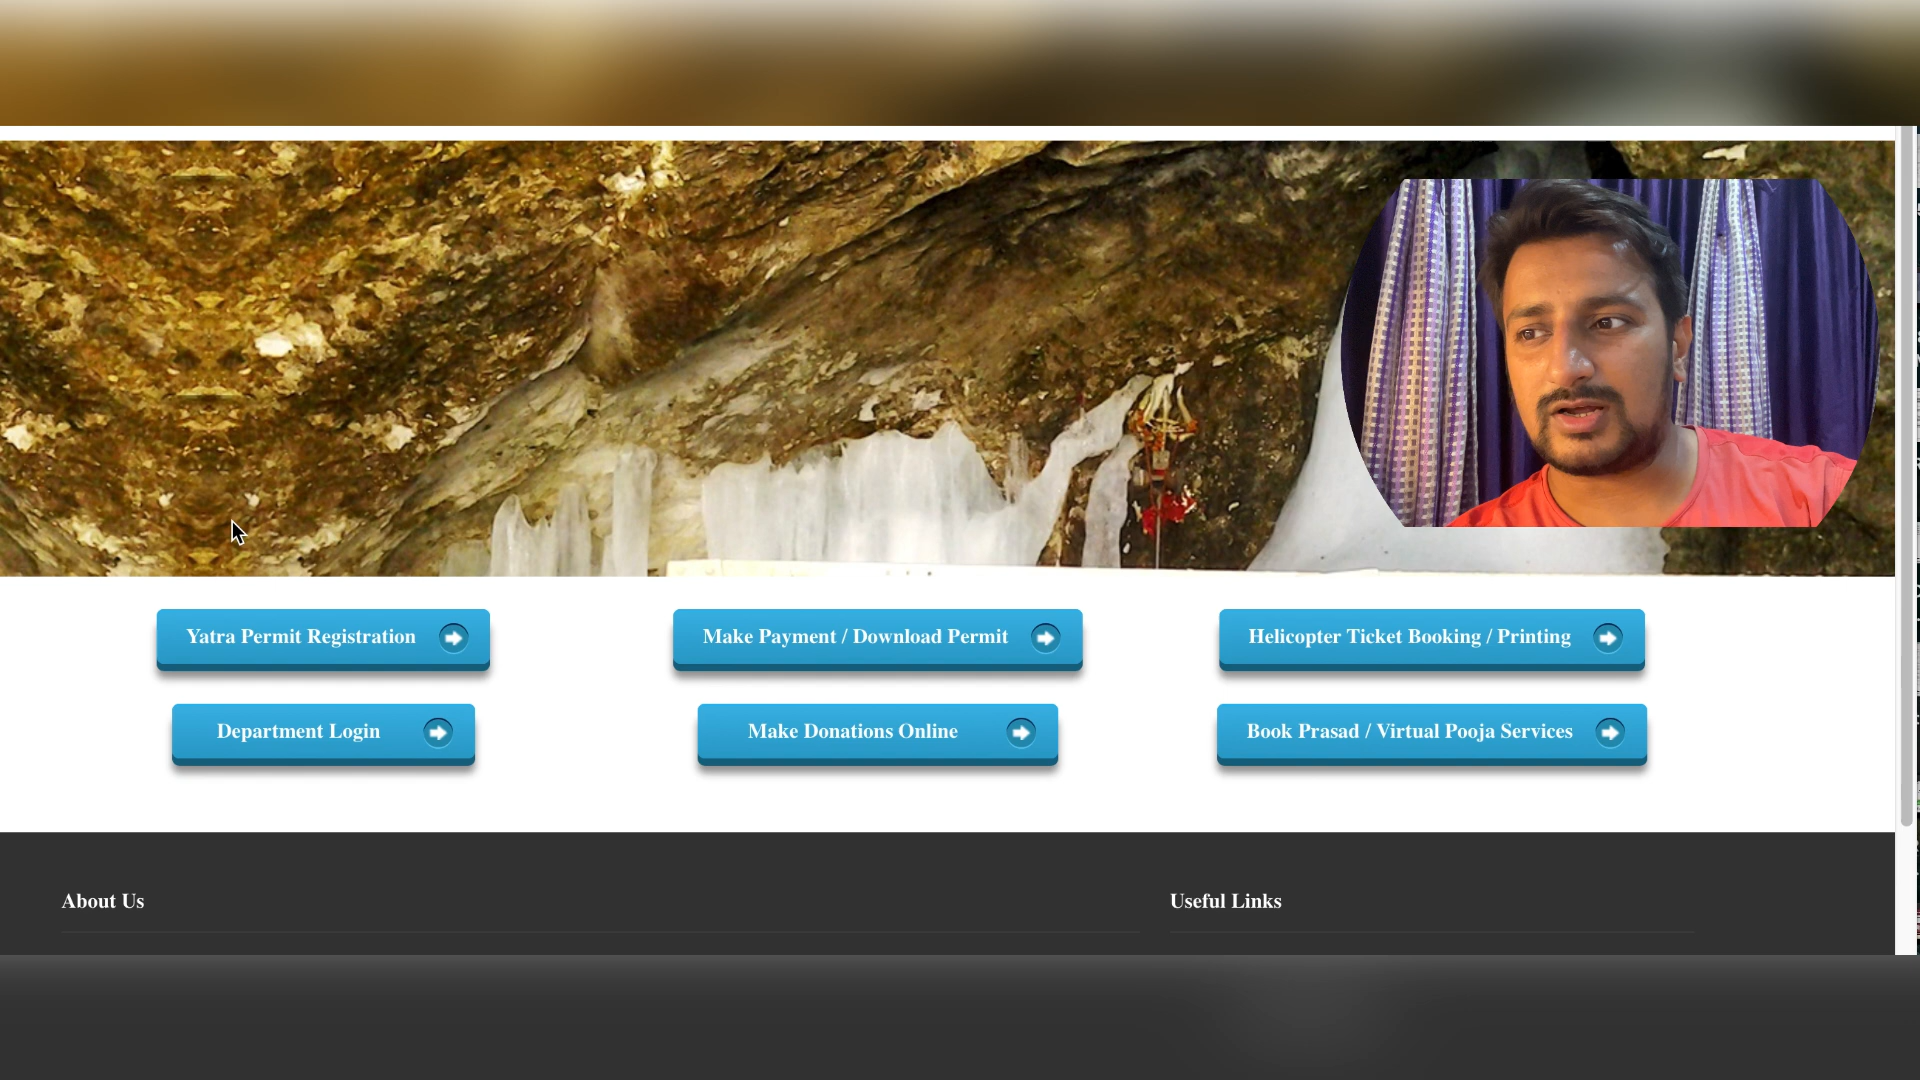 Yatra Permit Registration
Make Payment / Download Permit
Helicopter Ticket Booking / Printing
Department Login
Make Donations Online
Book Prasad / Virtual Pooja Services
About Us
Useful Links